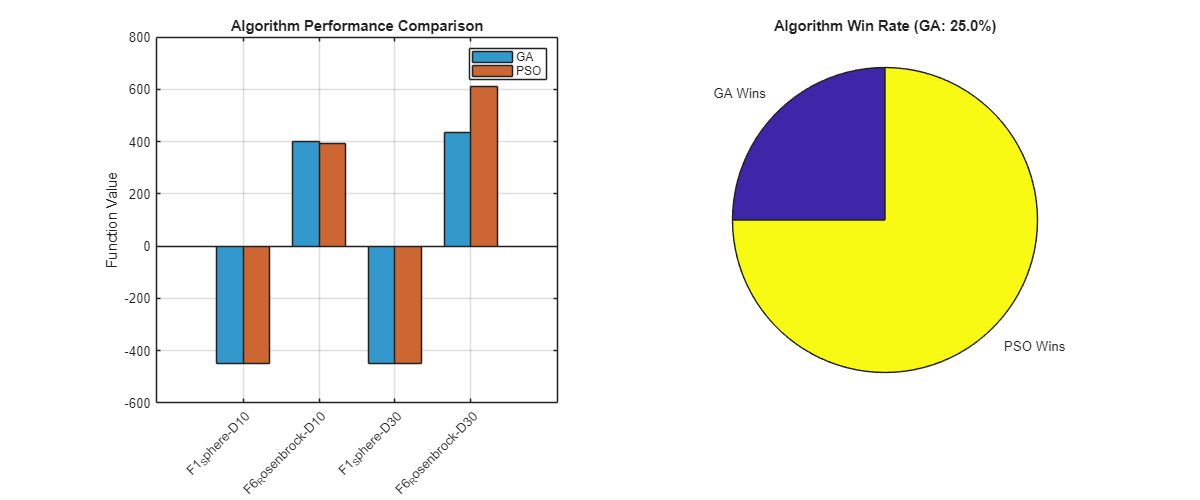 Algorithm Performance Comparison
800
600
400
200
0
-200
-400
-600
Function Value
GA
PSO
F1Sphere-D10
F6Rosenbrock-D10
F1Sphere-D30
F6Rosenbrock-D30
Algorithm Win Rate (GA: 25.0%)
GA Wins
PSO Wins